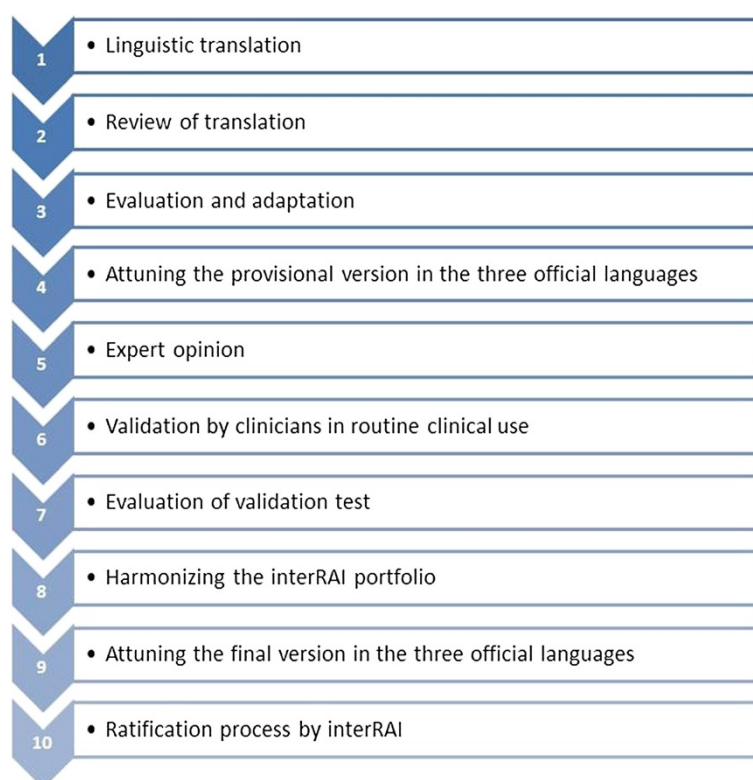 1
• Linguistic translation
2
• Review of translation
3
• Evaluation and adaptation
4
• Attuning the provisional version in the three official languages
5
• Expert opinion
6
• Validation by clinicians in routine clinical use
7
• Evaluation of validation test
8
• Harmonizing the interRAI portfolio
9
• Attuning the final version in the three official languages
10
• Ratification process by interRAI